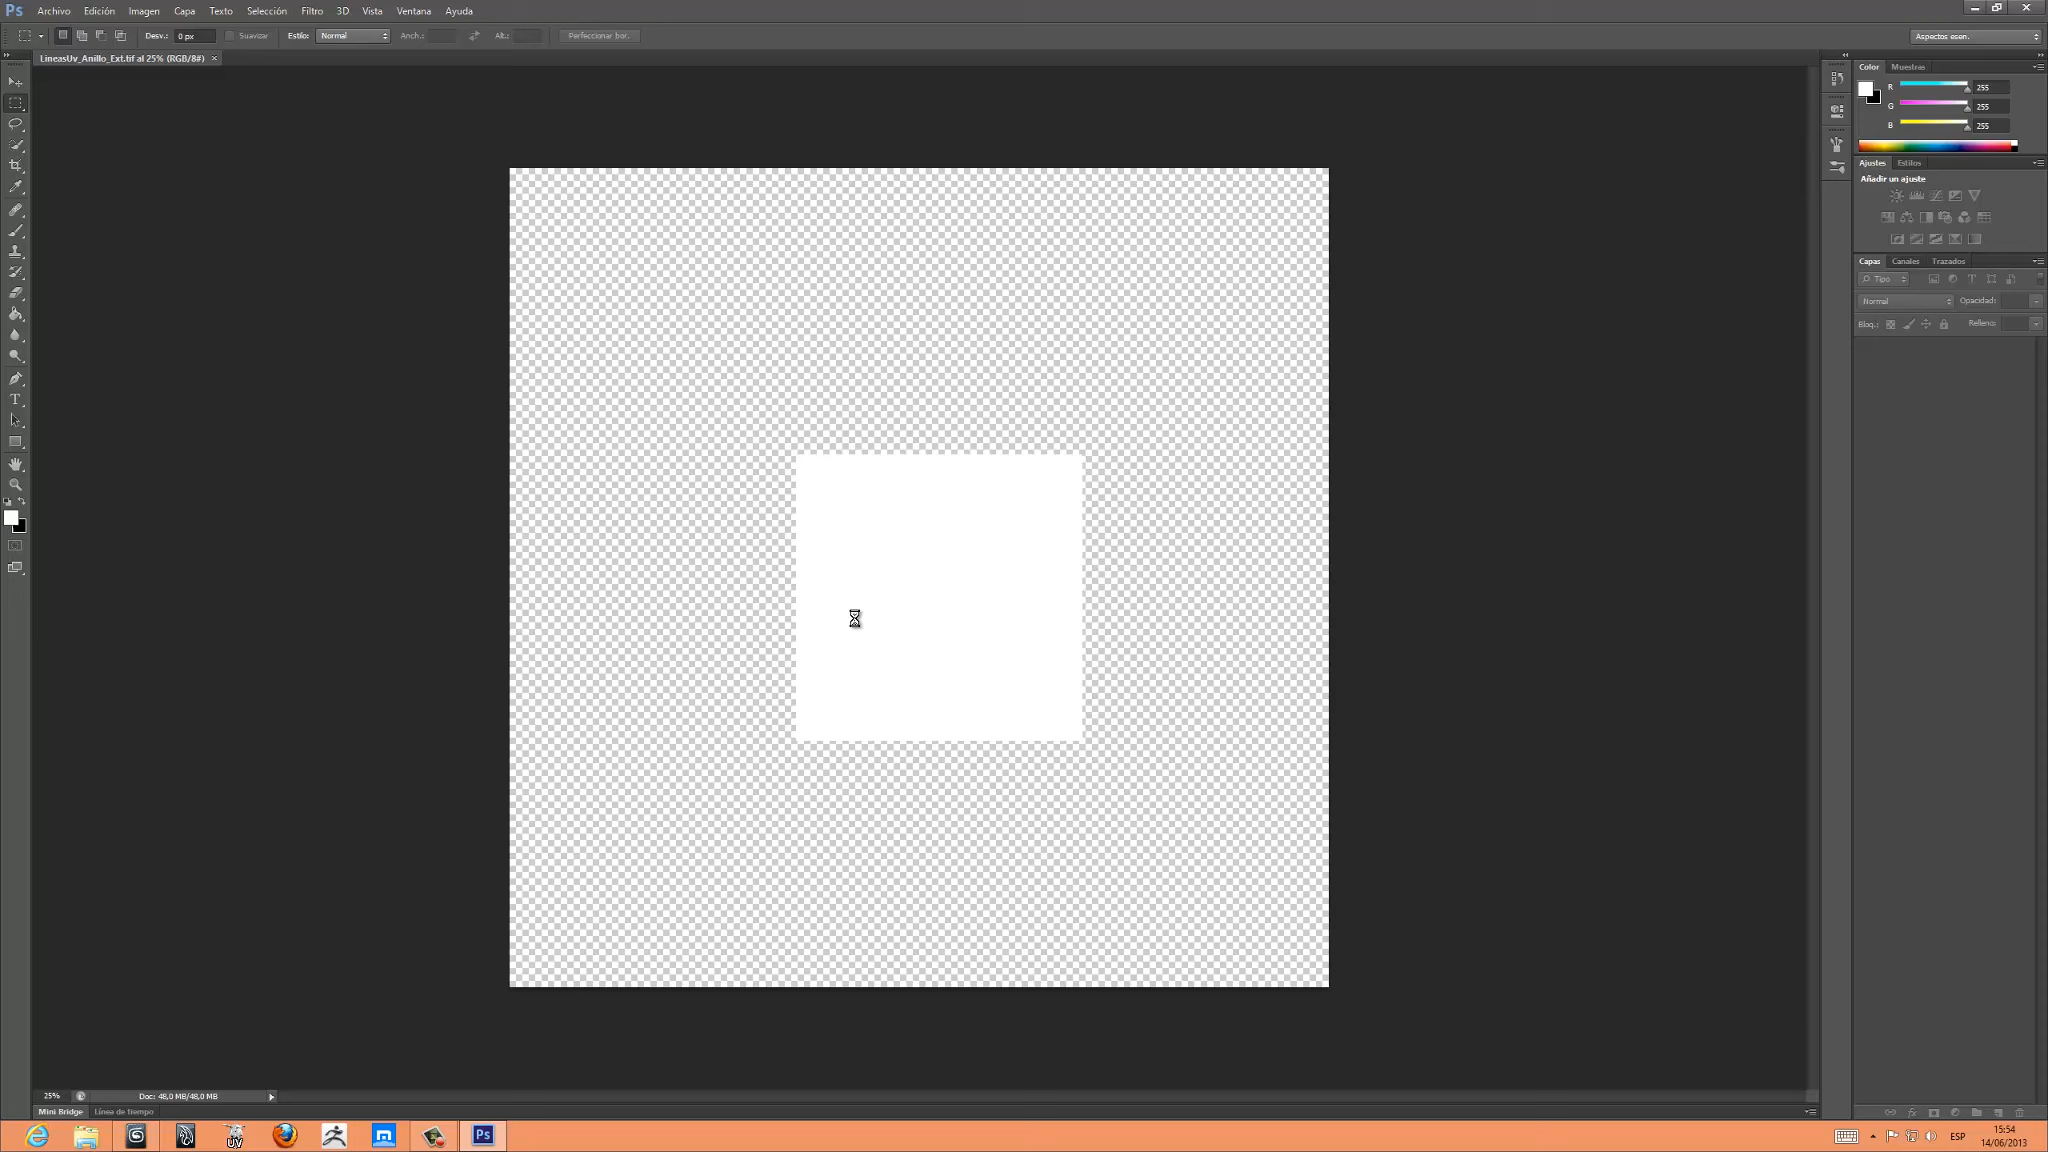 Ps Archivo Edición Imagen Capa Texto Selección Filtro 3D Vista Ventana Ayuda
Desv.: 0 px Suavizar Estilo: Normal Anch.: Alt.: Perfeccionar bor. Aspectos esen.
LineasUv_Anillo_Ext.tif al 25% (RGB/8#) ×
Color Muestras
R 255
G 255
B 255
Ajustes Estilos
Añadir un ajuste
Capas Canales Trazados
Tipo
Normal Opacidad:
Bloq.: Relleno:
25% Doc: 48,0 MB/48,0 MB
Mini Bridge Línea de tiempo
UV Ps ESP 15:54
14/06/2013